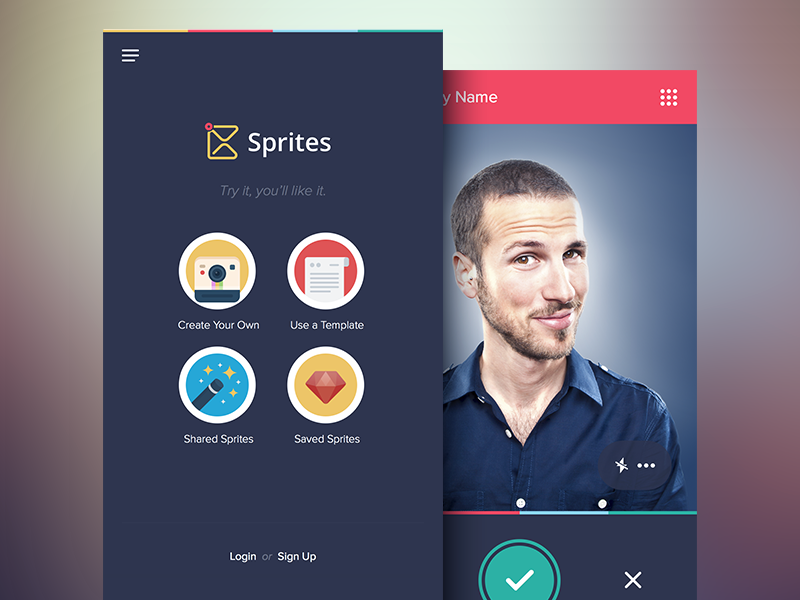 Sprites
Try it, you'll like it.
Create Your Own
Use a Template
Shared Sprites
Saved Sprites
Login or Sign Up
y Name